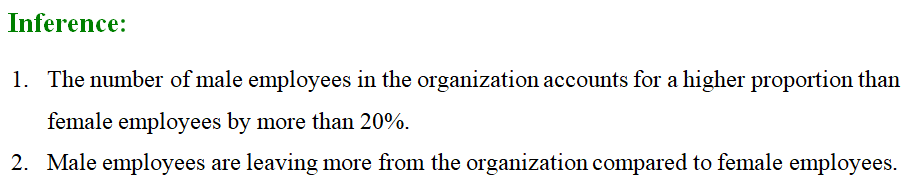 Inference:
1. The number of male employees in the organization accounts for a higher proportion than
female employees by more than 20%.
2. Male employees are leaving more from the organization compared to female employees.